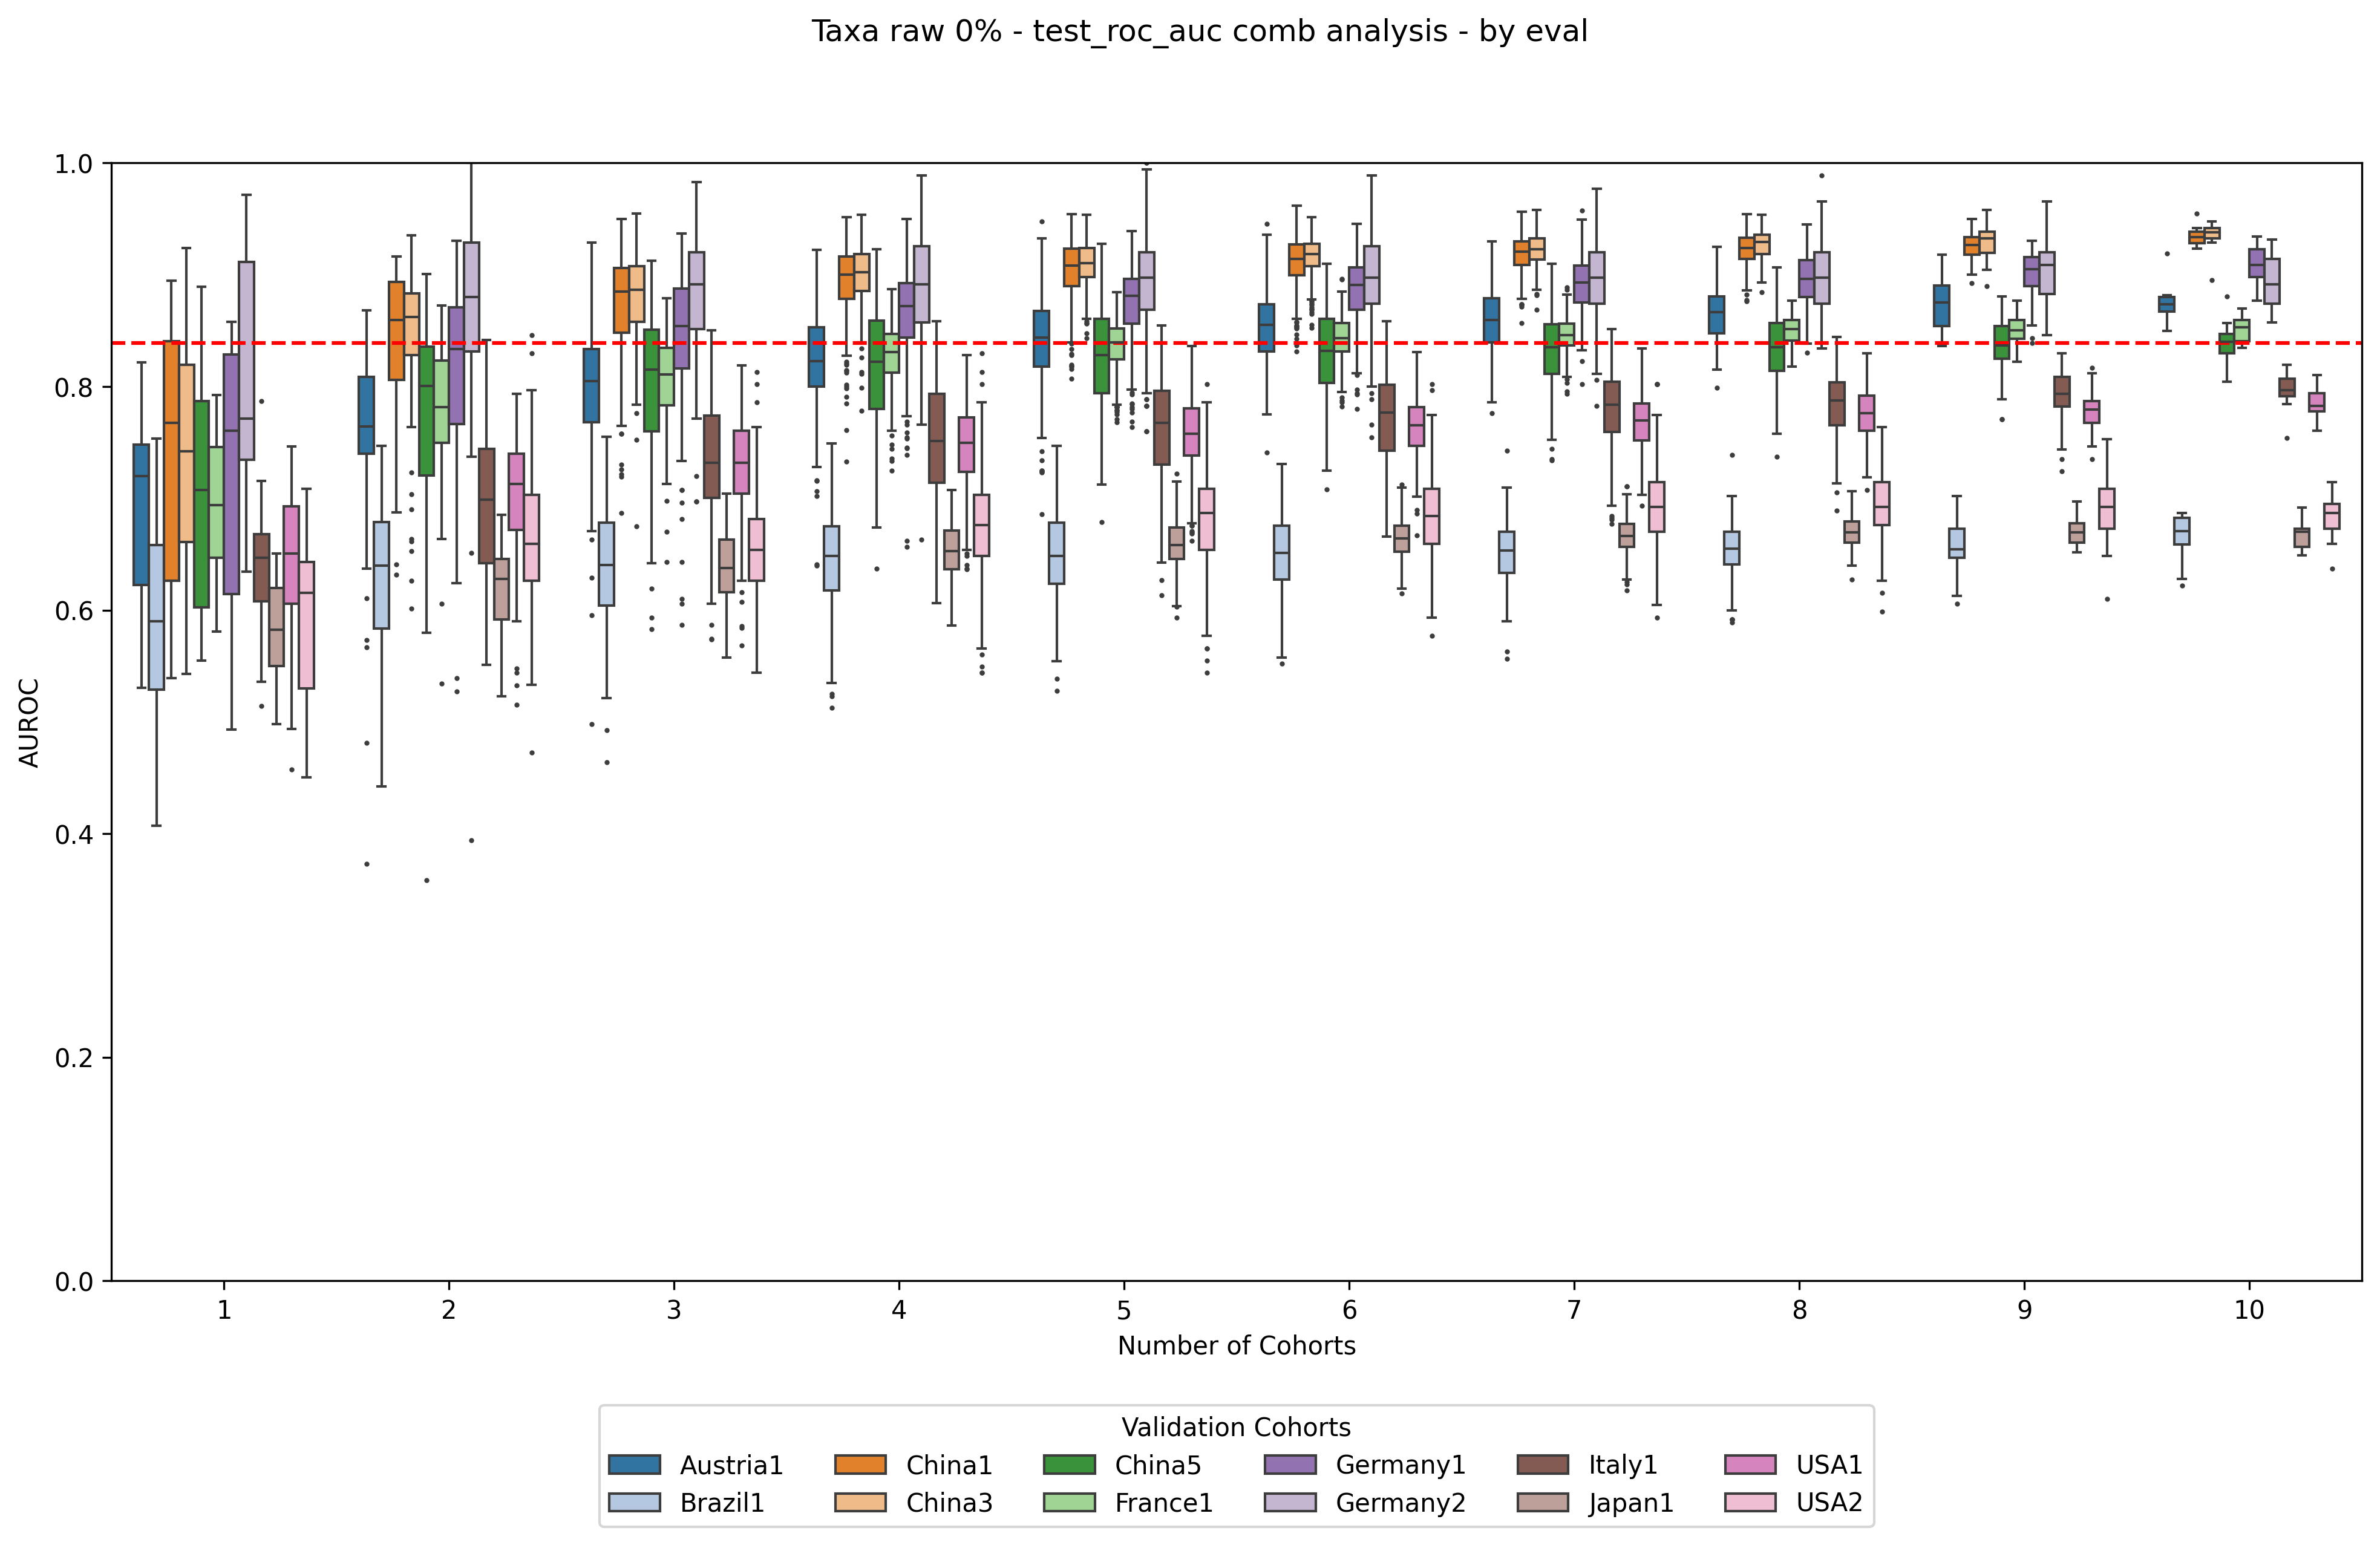 Taxa raw 0% - test_roc_auc comb analysis - by eval
1.0
0.8
0.6
0.4
0.2
0.0
AUROC
1 2 3 4 5 6 7 8 9 10
Number of Cohorts
Validation Cohorts
Austria1 China1 China5 Germany1 Italy1 USA1
Brazil1 China3 France1 Germany2 Japan1 USA2